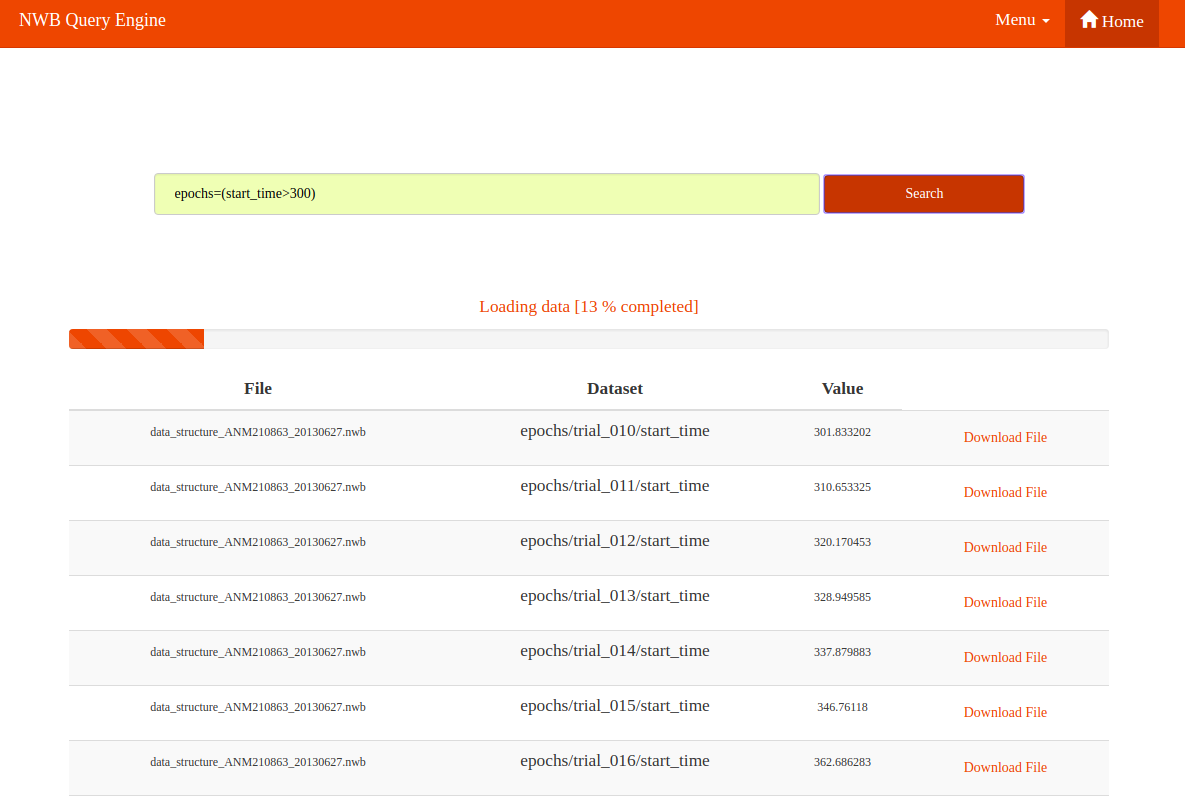 NWB Query Engine Menu Home
epochs=(start_time>300) Search
Loading data [13 % completed]
File Dataset Value
data_structure_ANM210863_20130627.nwb epochs/trial_010/start_time 301.833202 Download File
data_structure_ANM210863_20130627.nwb epochs/trial_011/start_time 310.653325 Download File
data_structure_ANM210863_20130627.nwb epochs/trial_012/start_time 320.170453 Download File
data_structure_ANM210863_20130627.nwb epochs/trial_013/start_time 328.949585 Download File
data_structure_ANM210863_20130627.nwb epochs/trial_014/start_time 337.879883 Download File
data_structure_ANM210863_20130627.nwb epochs/trial_015/start_time 346.76118 Download File
data_structure_ANM210863_20130627.nwb epochs/trial_016/start_time 362.686283 Download File